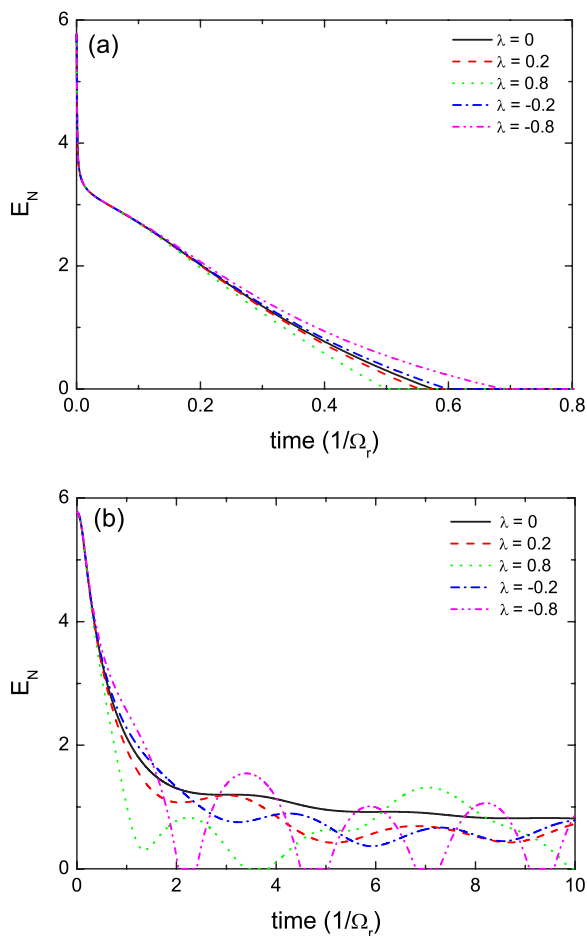 6
(a)
λ = 0
λ = 0.2
λ = 0.8
λ = -0.2
λ = -0.8
4
E_N
2
0
0.0 0.2 0.4 0.6 0.8
time (1/Ω_r)
6
(b)
λ = 0
λ = 0.2
λ = 0.8
λ = -0.2
λ = -0.8
4
E_N
2
0
0 2 4 6 8 10
time (1/Ω_r)